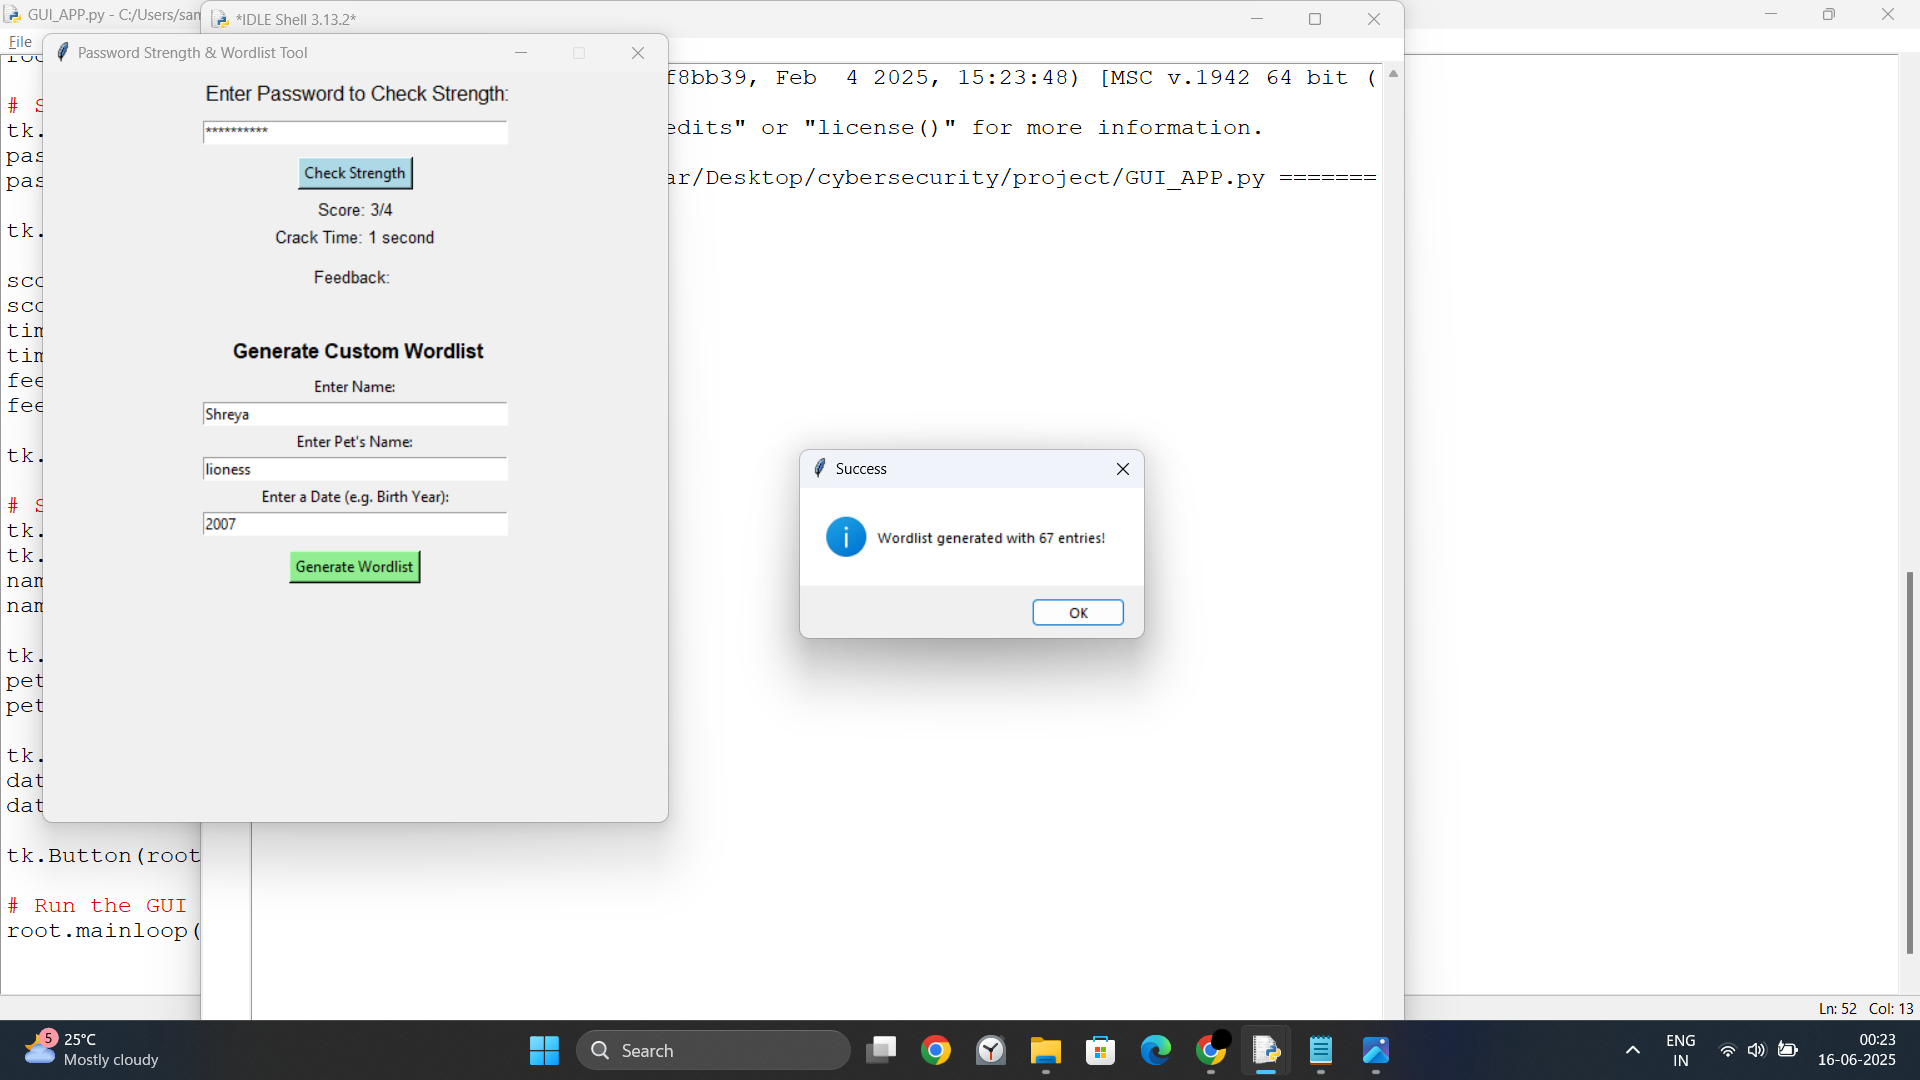 GUI_APP.py - C:/Users/san
*IDLE Shell 3.13.2*
File
Password Strength & Wordlist Tool
Enter Password to Check Strength:
**********
Check Strength
Score: 3/4
Crack Time: 1 second
Feedback:
Generate Custom Wordlist
Enter Name:
Shreya
Enter Pet's Name:
lioness
Enter a Date (e.g. Birth Year):
2007
Generate Wordlist
f8bb39, Feb  4 2025, 15:23:48) [MSC v.1942 64 bit (
edits" or "license()" for more information.
ar/Desktop/cybersecurity/project/GUI_APP.py =======
Success
Wordlist generated with 67 entries!
OK
# S
tk.
pas
pas
tk.
sco
sco
tim
tim
fee
fee
tk.
# S
tk.
tk.
nam
nam
tk.
pet
pet
tk.
dat
dat
tk.Button(root
# Run the GUI
root.mainloop(
Ln: 52 Col: 13
5
25°C
Mostly cloudy
Search
ENG
IN
00:23
16-06-2025